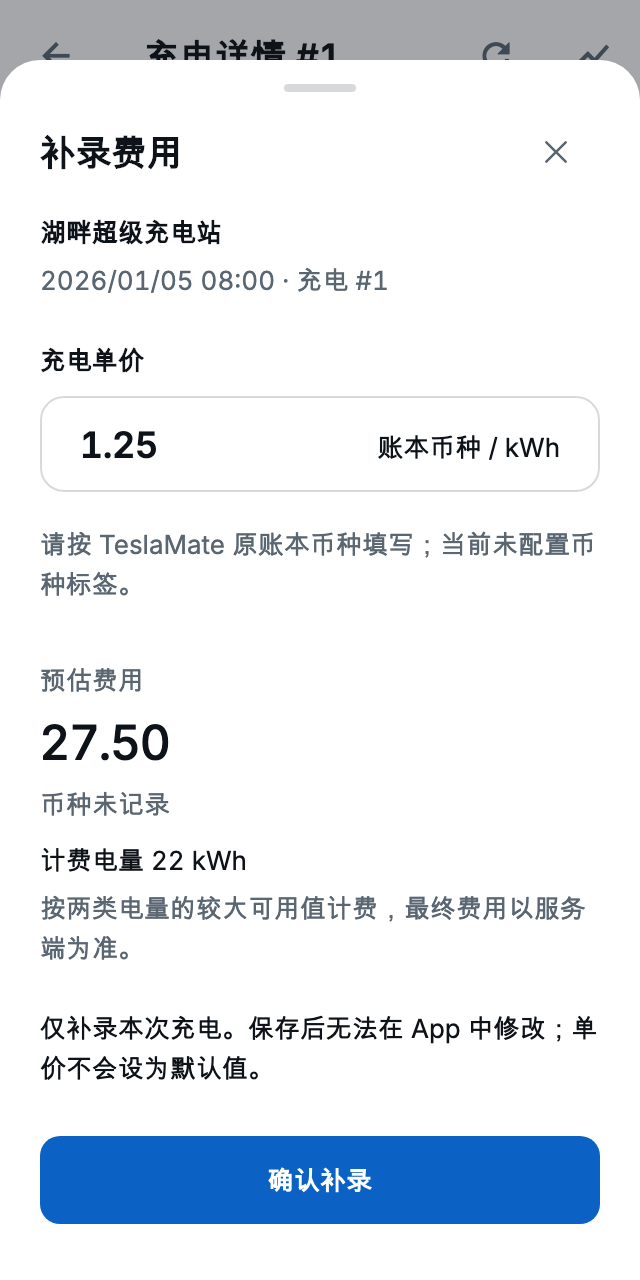 充电详情 #1
补录费用
湖畔超级充电站
2026/01/05 08:00 · 充电 #1
充电单价
1.25 账本币种 / kWh
请按 TeslaMate 原账本币种填写；当前未配置币
种标签。
预估费用
27.50
币种未记录
计费电量 22 kWh
按两类电量的较大可用值计费，最终费用以服务
端为准。
仅补录本次充电。保存后无法在 App 中修改；单
价不会设为默认值。
确认补录